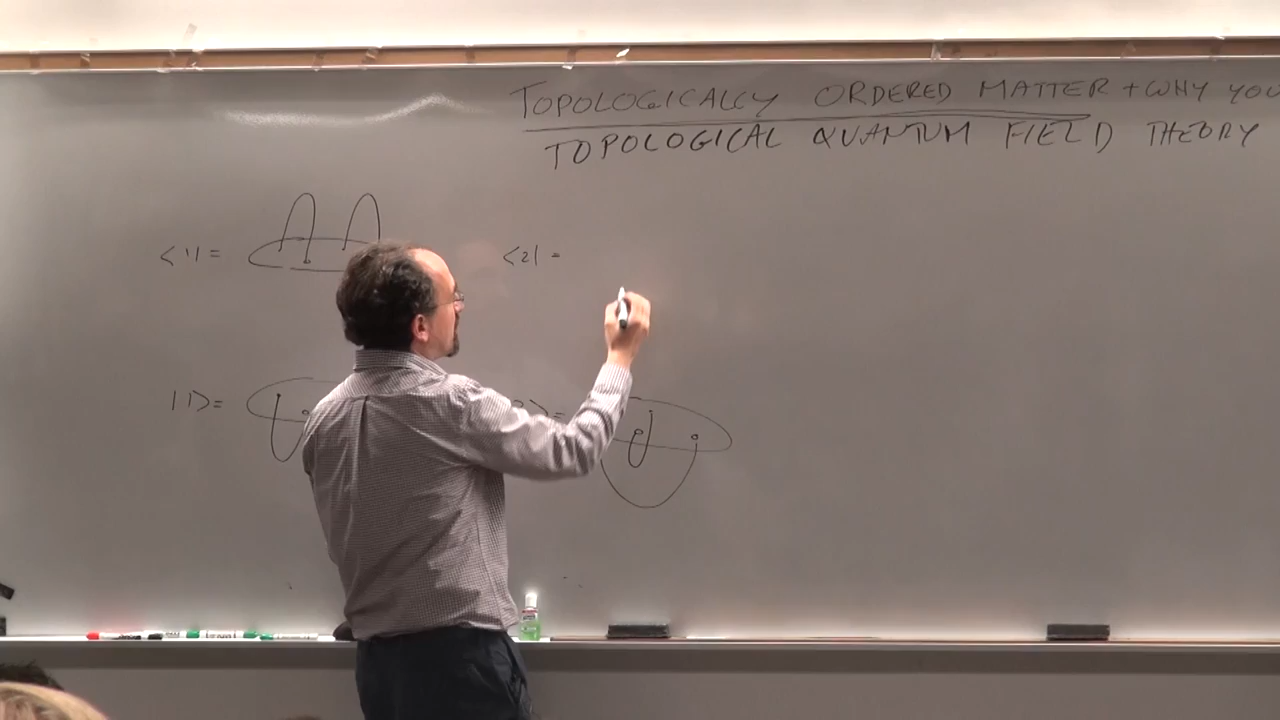 TOPOLOGICALLY ORDERED MATTER + WHY YOU
TOPOLOGICAL QUANTUM FIELD THEORY
<1| =
<2| =
|1> =